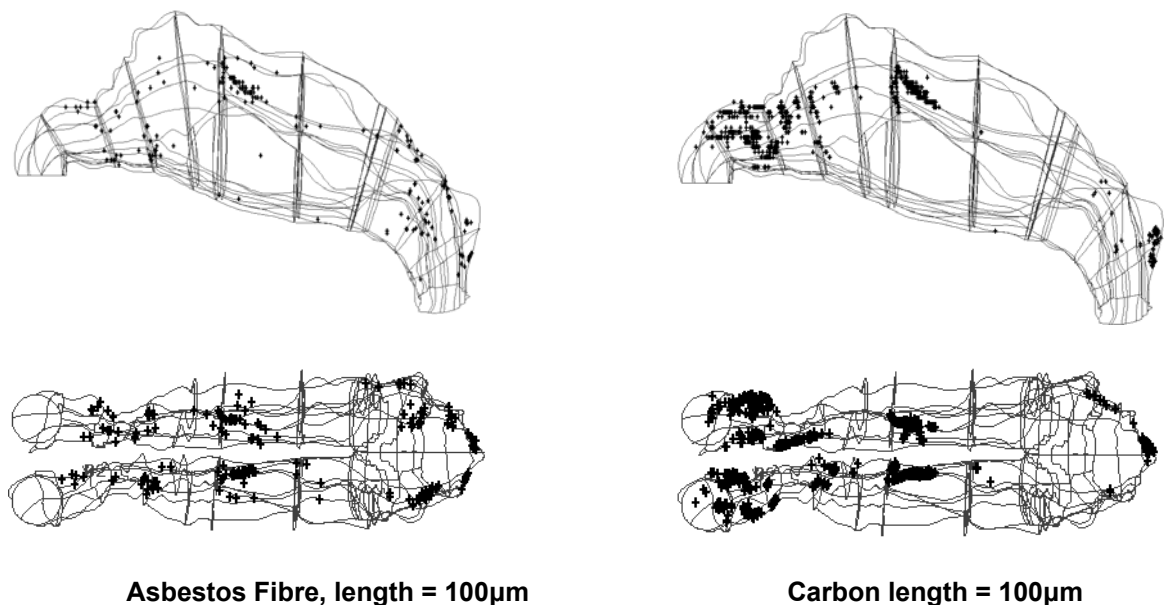 Asbestos Fibre, length = 100µm
Carbon length = 100µm